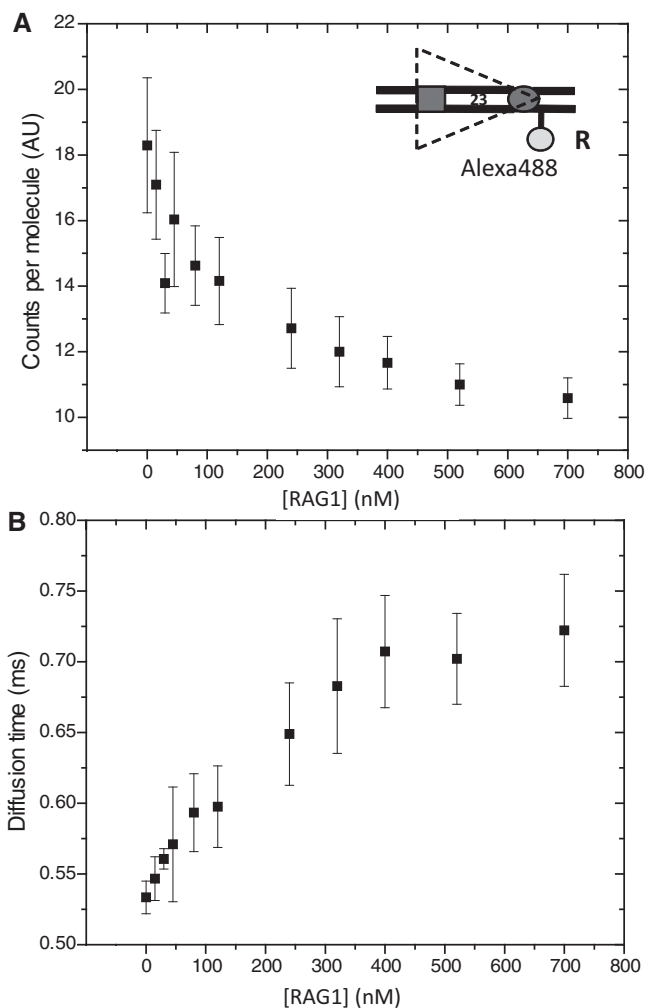 A
22
20
18
16
14
12
10
Counts per molecule (AU)
23
R
Alexa488
0 100 200 300 400 500 600 700 800
[RAG1] (nM)
B
0.80
0.75
0.70
0.65
0.60
0.55
0.50
Diffusion time (ms)
0 100 200 300 400 500 600 700 800
[RAG1] (nM)